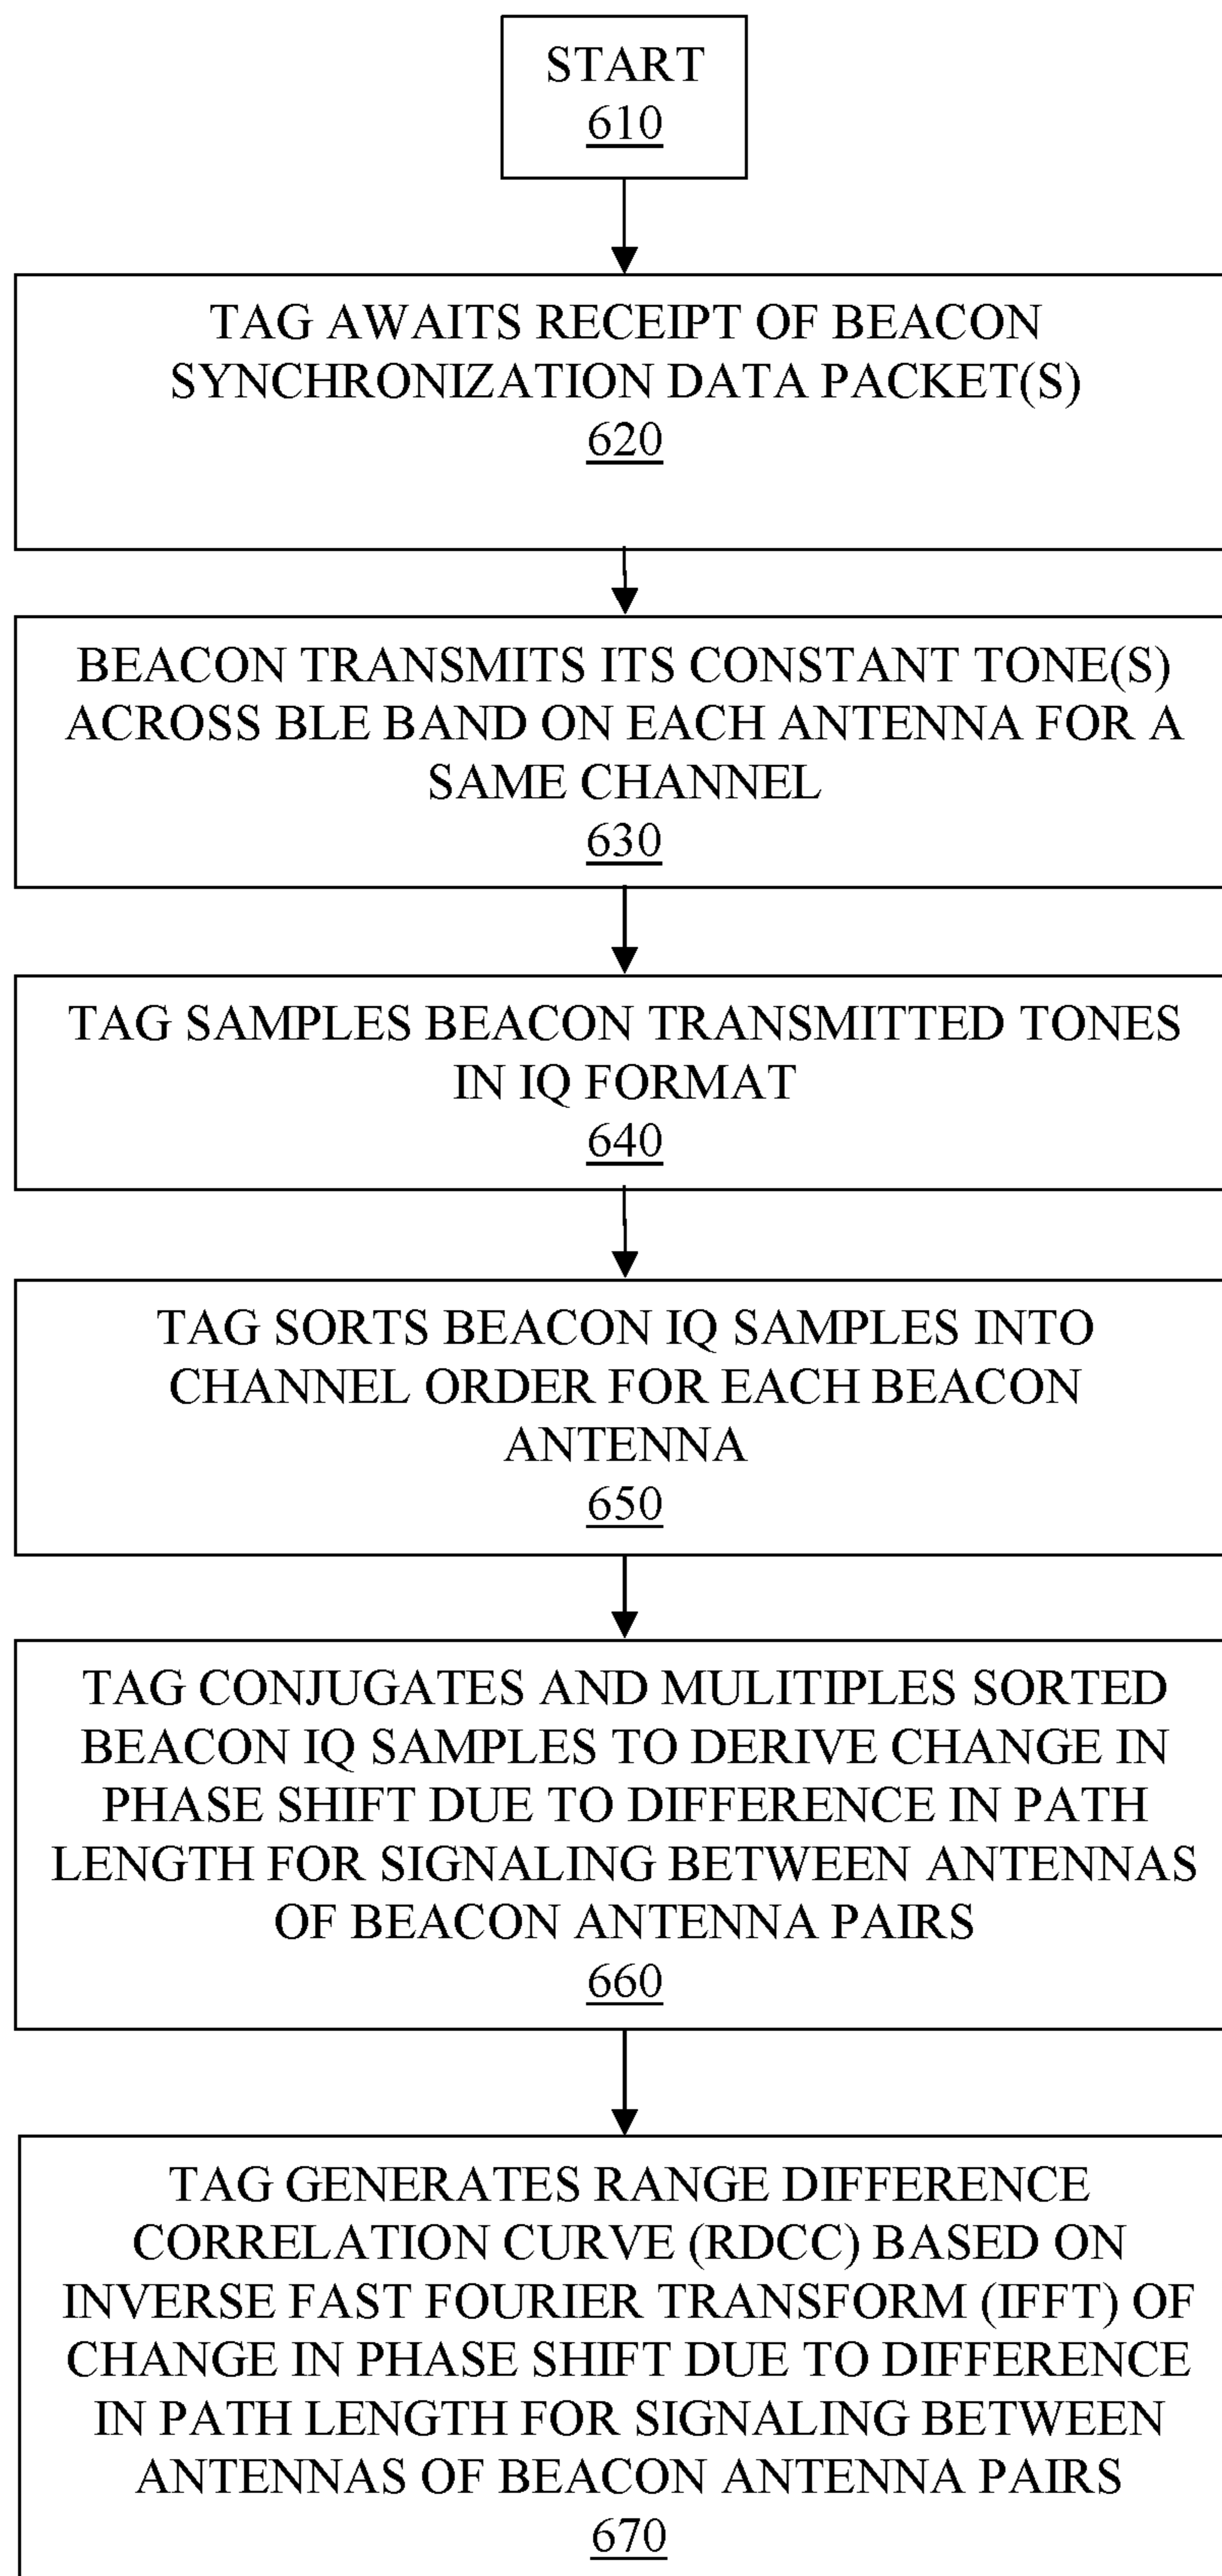 START
610
TAG AWAITS RECEIPT OF BEACON
SYNCHRONIZATION DATA PACKET(S)
620
BEACON TRANSMITS ITS CONSTANT TONE(S)
ACROSS BLE BAND ON EACH ANTENNA FOR A
SAME CHANNEL
630
TAG SAMPLES BEACON TRANSMITTED TONES
IN IQ FORMAT
640
TAG SORTS BEACON IQ SAMPLES INTO
CHANNEL ORDER FOR EACH BEACON
ANTENNA
650
TAG CONJUGATES AND MULITIPLES SORTED
BEACON IQ SAMPLES TO DERIVE CHANGE IN
PHASE SHIFT DUE TO DIFFERENCE IN PATH
LENGTH FOR SIGNALING BETWEEN ANTENNAS
OF BEACON ANTENNA PAIRS
660
TAG GENERATES RANGE DIFFERENCE
CORRELATION CURVE (RDCC) BASED ON
INVERSE FAST FOURIER TRANSFORM (IFFT) OF
CHANGE IN PHASE SHIFT DUE TO DIFFERENCE
IN PATH LENGTH FOR SIGNALING BETWEEN
ANTENNAS OF BEACON ANTENNA PAIRS
670